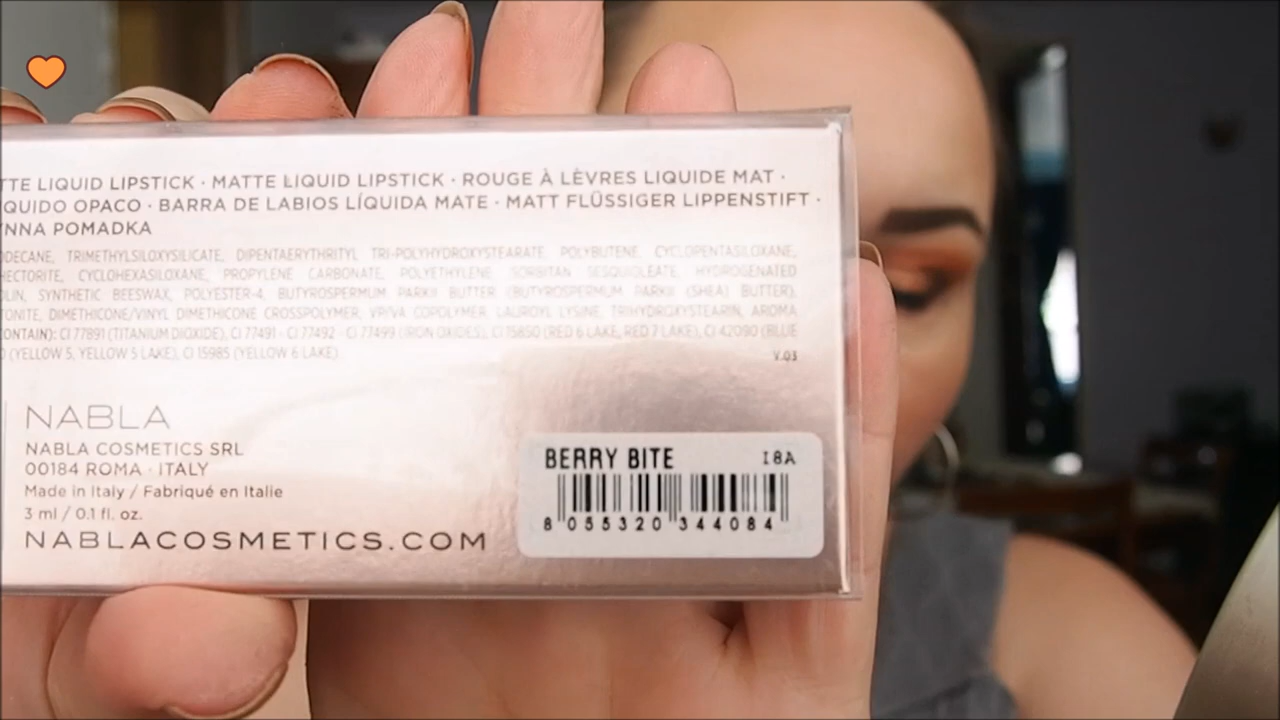 TTE LIQUID LIPSTICK · MATTE LIQUID LIPSTICK · ROUGE À LÈVRES LIQUIDE MAT ·
IQUIDO OPACO · BARRA DE LABIOS LÍQUIDA MATE · MATT FLÜSSIGER LIPPENSTIFT ·
YNNA POMADKA
ODECANE, TRIMETHYLSILOXYSILICATE, DIPENTAERYTHRITYL TRI-POLYHYDROXYSTEARATE, POLYBUTENE, CYCLOPENTASILOXANE,
HECTORITE, CYCLOHEXASILOXANE, PROPYLENE CARBONATE, POLYETHYLENE, SORBITAN SESQUIOLEATE, HYDROGENATED
OLIN, SYNTHETIC BEESWAX, POLYESTER-4, BUTYROSPERMUM PARKII BUTTER (BUTYROSPERMUM PARKII (SHEA) BUTTER),
TONITE, DIMETHICONE/VINYL DIMETHICONE CROSSPOLYMER, VP/VA COPOLYMER, LAUROYL LYSINE, TRIHYDROXYSTEARIN, AROMA,
CONTAIN): CI 77891 (TITANIUM DIOXIDE), CI 77491 - CI 77492 - CI 77499 (IRON OXIDES), CI 15850 (RED 6 LAKE, RED 7 LAKE), CI 42090 (BLUE
0 (YELLOW 5, YELLOW 5 LAKE), CI 15985 (YELLOW 6 LAKE)
V.03
NABLA
NABLA COSMETICS SRL
00184 ROMA · ITALY
Made in Italy / Fabriqué en Italie
3 ml / 0.1 fl. oz.
NABLACOSMETICS.COM
BERRY BITE I8A
8 055320 344084